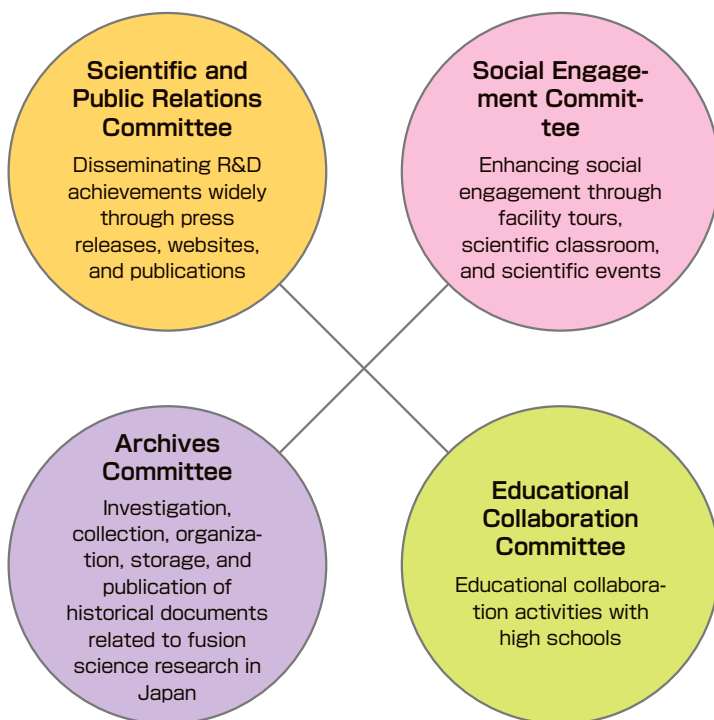 Scientific and
Public Relations
Committee
Disseminating R&D
achievements widely
through press
releases, websites,
and publications
Social Engage-
ment Commit-
tee
Enhancing social
engagement through
facility tours,
scientific classroom,
and scientific events
Archives
Committee
Investigation,
collection, organiza-
tion, storage, and
publication of
historical documents
related to fusion
science research in
Japan
Educational
Collaboration
Committee
Educational collabora-
tion activities with
high schools